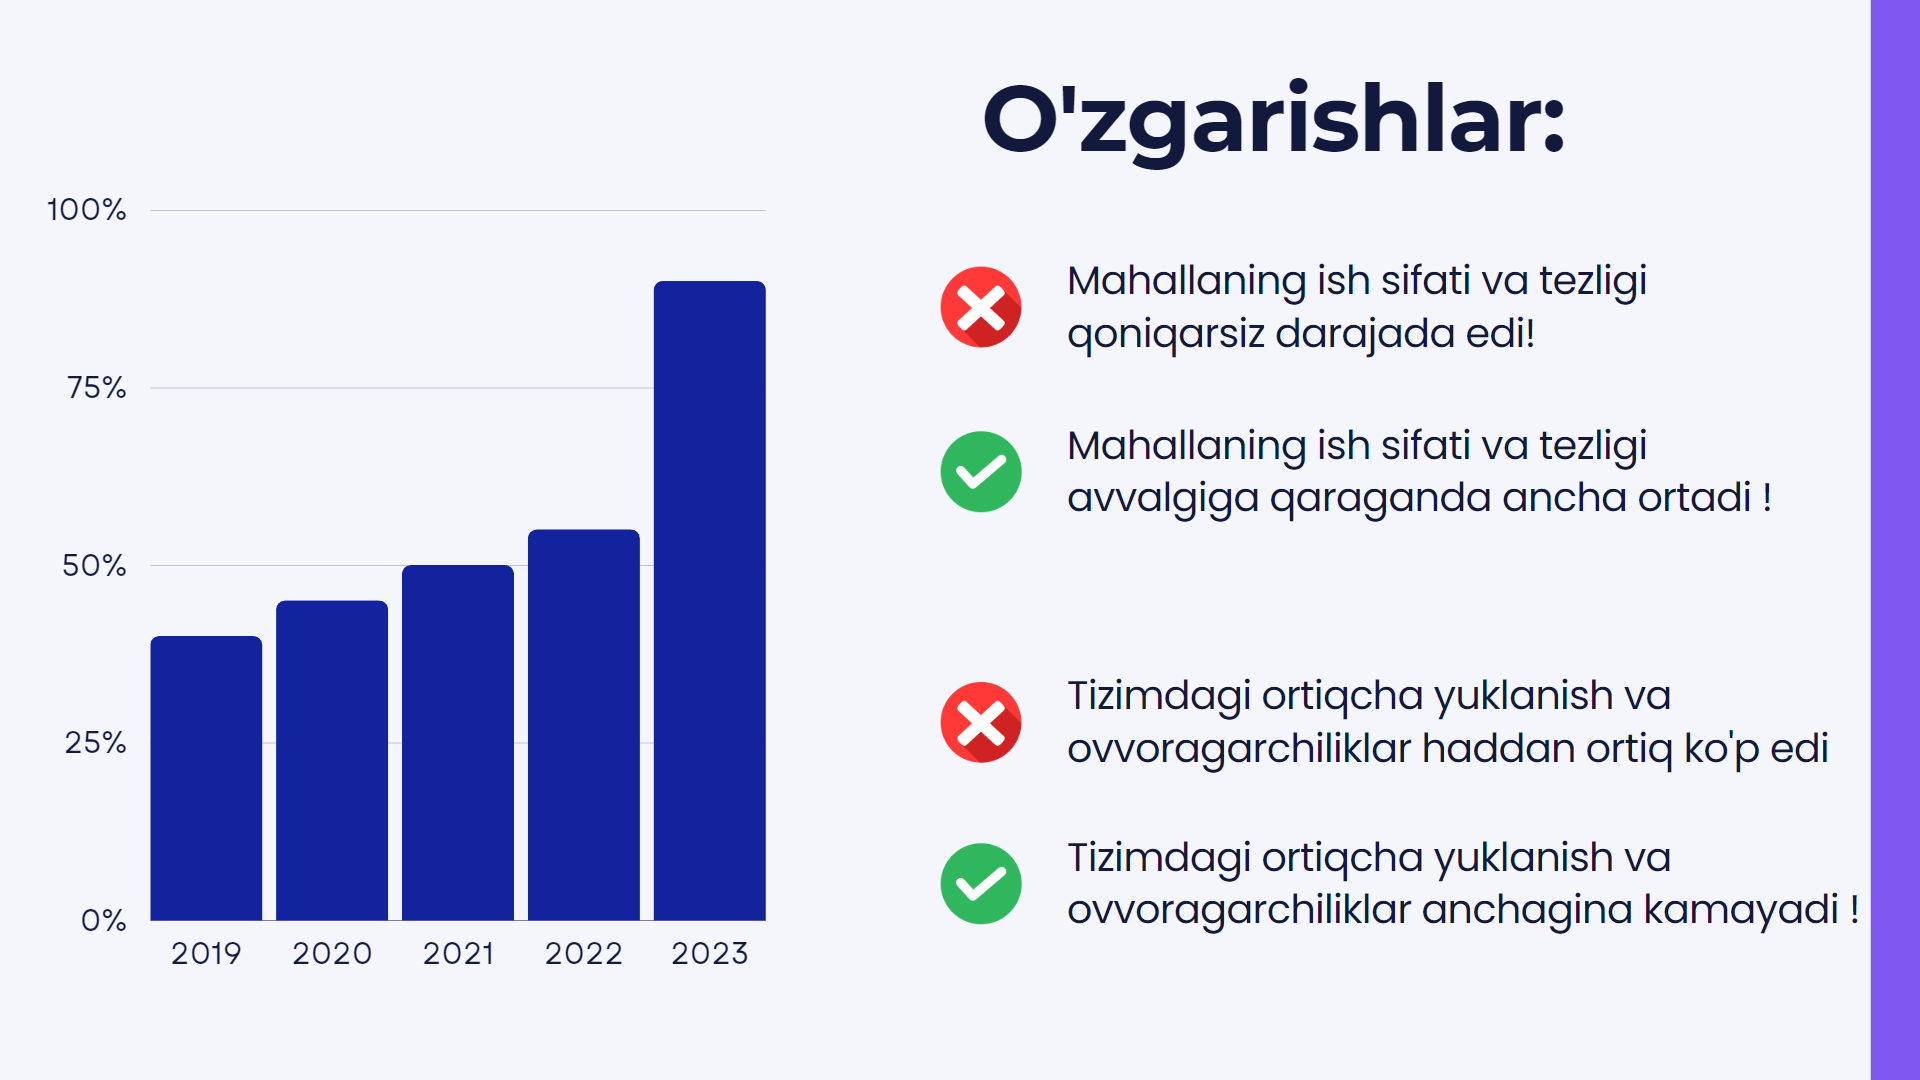 O'zgarishlar:
100%
75%
50%
25%
0%
2019 2020 2021 2022 2023
Mahallaning ish sifati va tezligi
qoniqarsiz darajada edi!
Mahallaning ish sifati va tezligi
avvalgiga qaraganda ancha ortadi !
Tizimdagi ortiqcha yuklanish va
ovvoragarchiliklar haddan ortiq ko'p edi
Tizimdagi ortiqcha yuklanish va
ovvoragarchiliklar anchagina kamayadi !